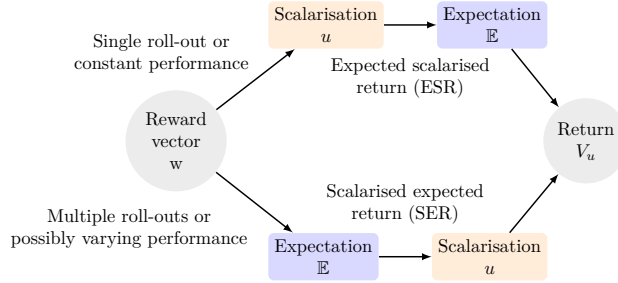 Scalarisation
u
Expectation
𝔼
Single roll-out or
constant performance
Expected scalarised
return (ESR)
Reward
vector
w
Return
V_u
Scalarised expected
return (SER)
Multiple roll-outs or
possibly varying performance
Expectation
𝔼
Scalarisation
u